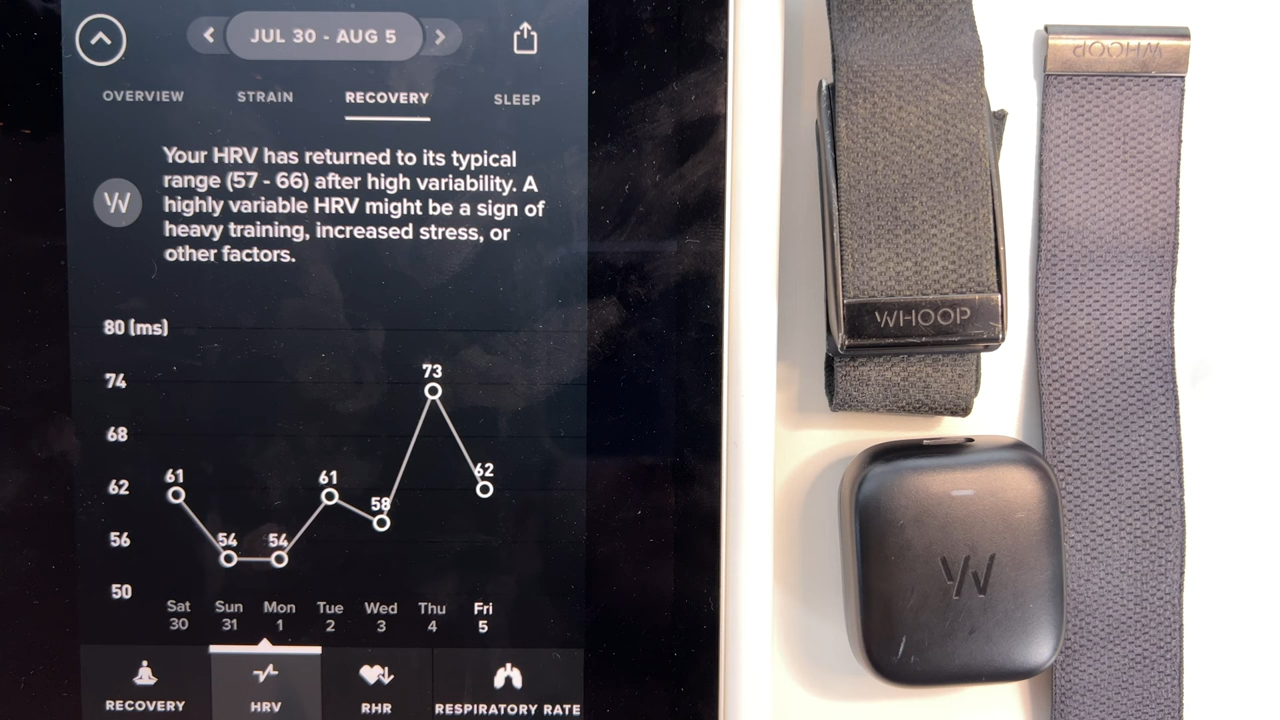 JUL 30 - AUG 5
OVERVIEW
STRAIN
RECOVERY
SLEEP
Your HRV has returned to its typical
range (57 - 66) after high variability. A
highly variable HRV might be a sign of
heavy training, increased stress, or
other factors.
80 (ms)
74
68
62
56
50
61
54
54
61
58
73
62
Sat
30
Sun
31
Mon
1
Tue
2
Wed
3
Thu
4
Fri
5
RECOVERY
HRV
RHR
RESPIRATORY RATE
WHOOP
WHOOP
W
W